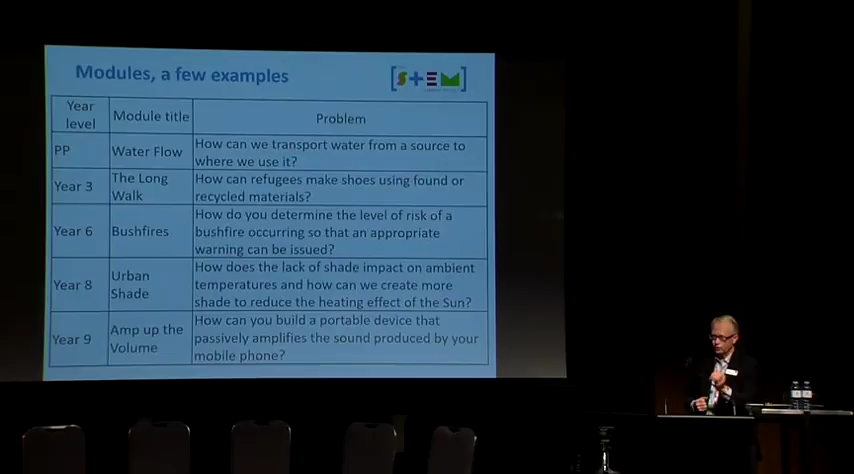 Modules, a few examples
[STEM]
Year level
Module title
Problem
PP
Water Flow
How can we transport water from a source to
where we use it?
Year 3
The Long
Walk
How can refugees make shoes using found or
recycled materials?
Year 6
Bushfires
How do you determine the level of risk of a
bushfire occurring so that an appropriate
warning can be issued?
Year 8
Urban
Shade
How does the lack of shade impact on ambient
temperatures and how can we create more
shade to reduce the heating effect of the Sun?
Year 9
Amp up the
Volume
How can you build a portable device that
passively amplifies the sound produced by your
mobile phone?